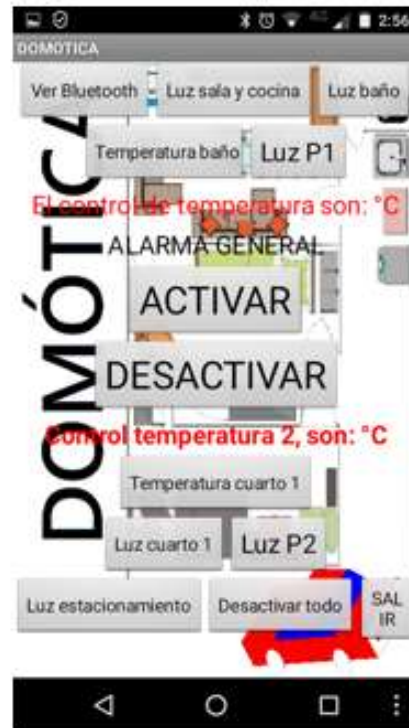 2:56
DOMOTICA
Ver Bluetooth Luz sala y cocina Luz baño
Temperatura baño Luz P1
El control de temperatura son: °C
ALARMA GENERAL
ACTIVAR
DESACTIVAR
Control temperatura 2, son: °C
Temperatura cuarto 1
Luz cuarto 1 Luz P2
Luz estacionamiento Desactivar todo SAL
IR
DOMÓTICA